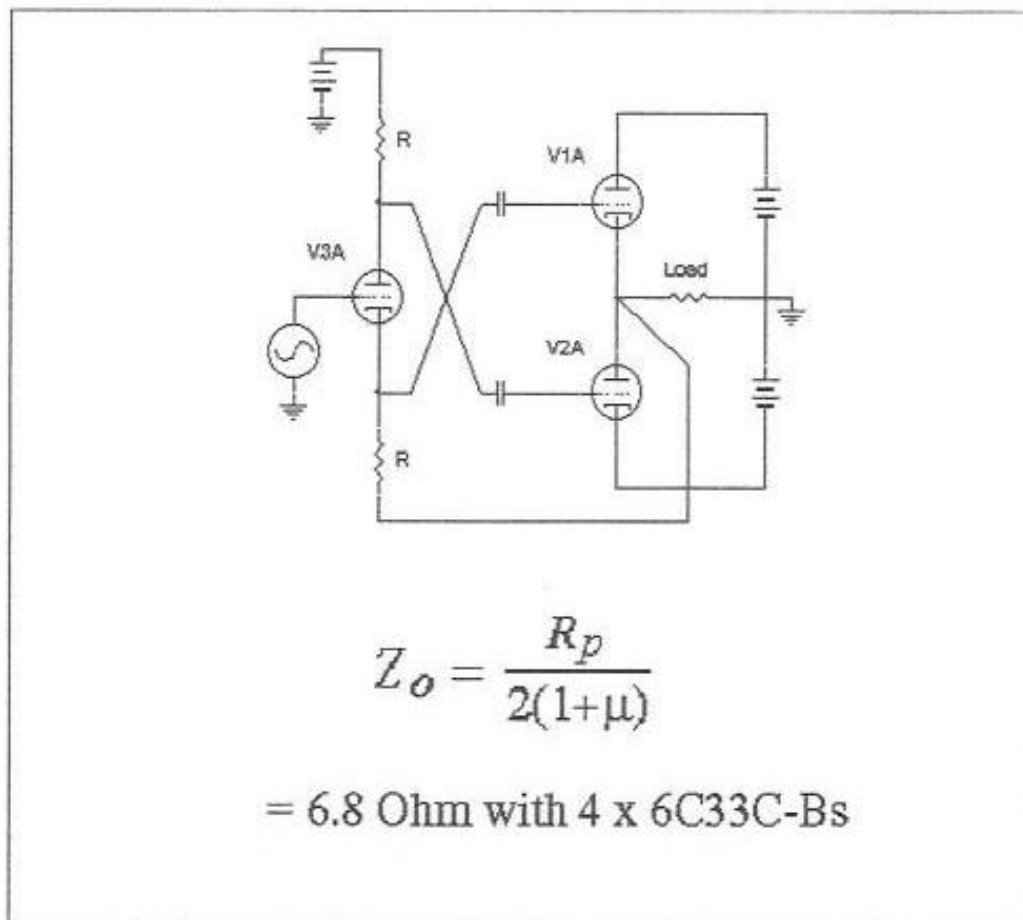 R
V1A
V3A
Load
V2A
R
Zo = Rp / 2(1+μ)
= 6.8 Ohm with 4 x 6C33C-Bs